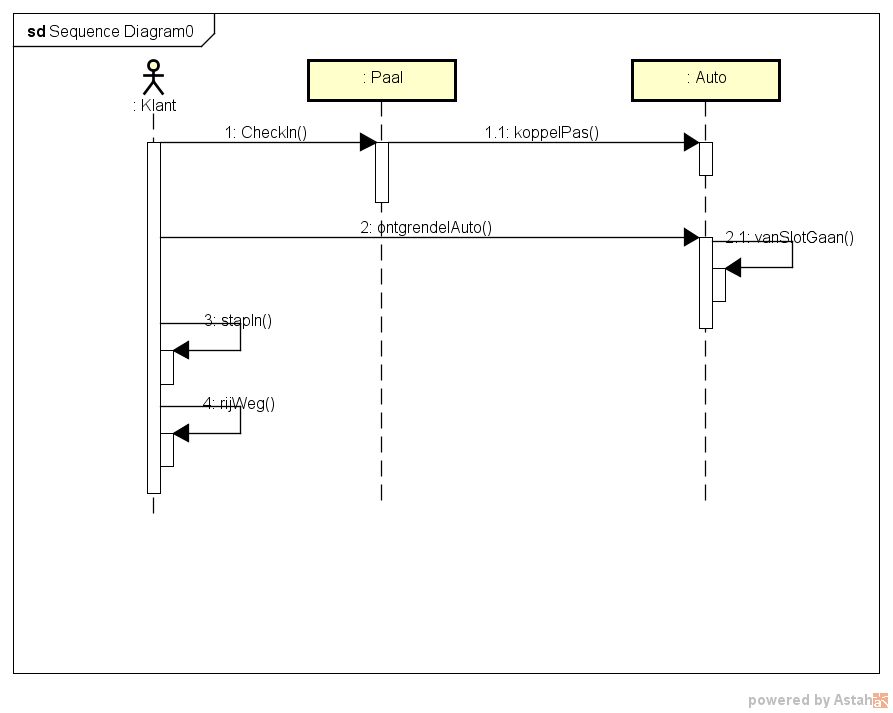 sd Sequence Diagram0
: Klant
: Paal
: Auto
1: CheckIn()
1.1: koppelPas()
2: ontgrendelAuto()
2.1: vanSlotGaan()
3: stapIn()
4: rijWeg()
powered by Astah